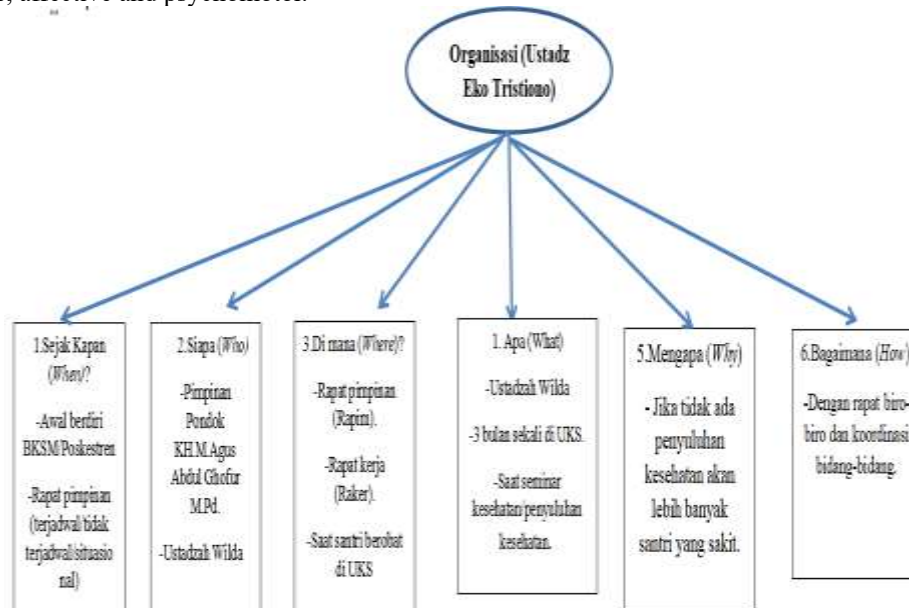 , affective and psychomotor.
Organisasi (Ustadz
Eko Tristiono)
1.Sejak Kapan
(When/?
-Awal berdiri
BKSM/Poskestren
-Rapat pimpinan
(terjadwal/tidak
terjadwal/situasio
nal)
2.Siapa (Who)
-Pimpinan
Pondok
KH.M.Agus
Abdul Ghofur
M.Pd.
-Ustadzah Wilda
3.Di mana (Where)?
-Rapat pimpinan
(Rapim).
-Rapat kerja
(Raker).
-Saat santri berobat
di UKS
1. Apa (What)
-Ustadzah Wilda
-3 bulan sekali di UKS.
-Saat seminar
kesehatan/penyuluhan
kesehatan.
5.Mengapa (Why)
- Jika tidak ada
penyuluhan
kesehatan akan
lebih banyak
santri yang sakit.
6.Bagaimana (How)
-Dengan rapat biro-
biro dan koordinasi
bidang-bidang.